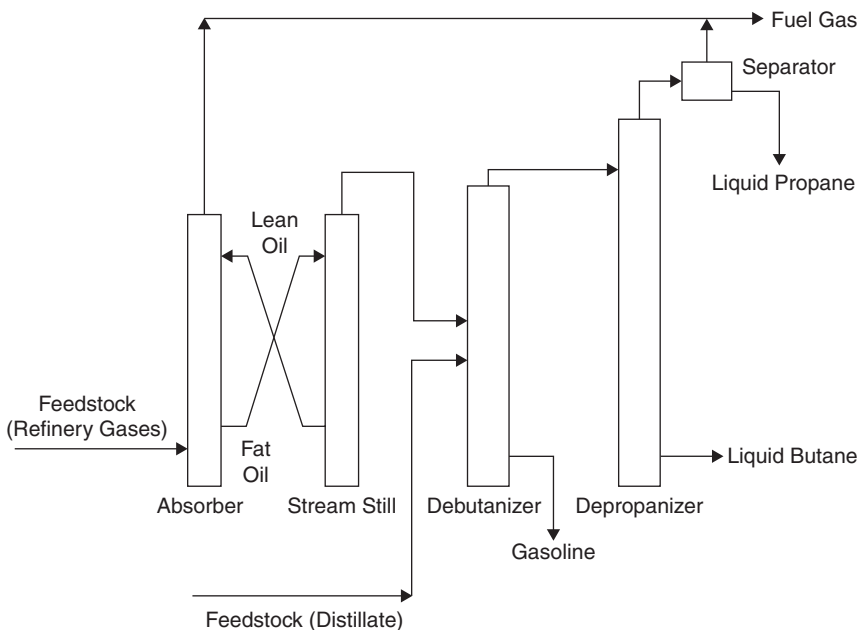 Fuel Gas
Separator
Liquid Propane
Lean
Oil
Feedstock
(Refinery Gases)
Fat
Oil
Liquid Butane
Absorber
Stream Still
Debutanizer
Depropanizer
Gasoline
Feedstock (Distillate)